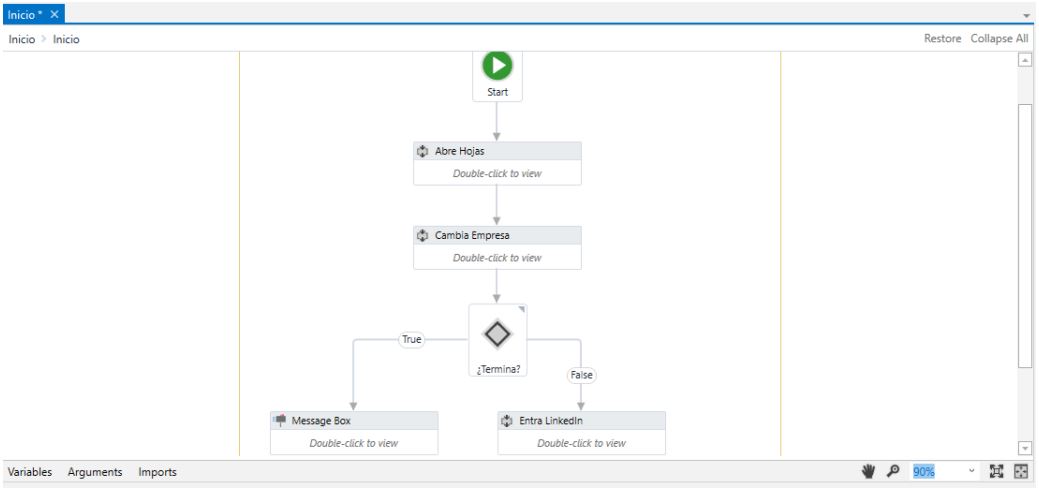 Inicio *
Inicio > Inicio
Restore Collapse All
Start
Abre Hojas
Double-click to view
Cambia Empresa
Double-click to view
True
¿Termina?
False
Message Box
Double-click to view
Entra LinkedIn
Double-click to view
Variables Arguments Imports
90%